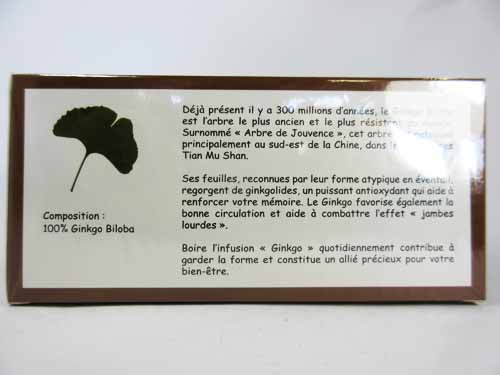 Déjà présent il y a 300 millions d'années, le Ginkgo
est l'arbre le plus ancien et le plus résistant
Surnommé « Arbre de Jouvence », cet arbre
principalement au sud-est de la Chine, dans
Tian Mu Shan.
Ses feuilles, reconnues par leur forme atypique en éventail,
regorgent de ginkgolides, un puissant antioxydant qui aide à
renforcer votre mémoire. Le Ginkgo favorise également la
bonne circulation et aide à combattre l'effet « jambes
lourdes ».
Boire l'infusion « Ginkgo » quotidiennement contribue à
garder la forme et constitue un allié précieux pour votre
bien-être.
Composition :
100% Ginkgo Biloba